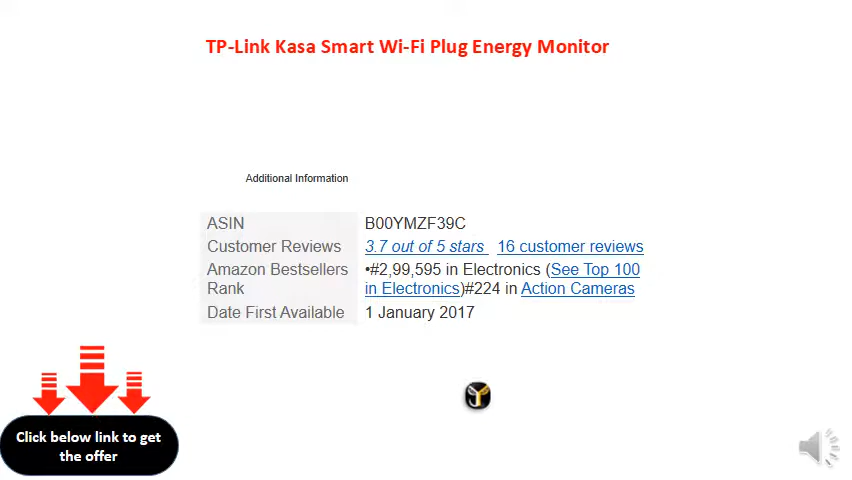 TP-Link Kasa Smart Wi-Fi Plug Energy Monitor
Additional Information
ASIN B00YMZF39C
Customer Reviews 3.7 out of 5 stars 16 customer reviews
Amazon Bestsellers •#2,99,595 in Electronics (See Top 100
Rank in Electronics)#224 in Action Cameras
Date First Available 1 January 2017
Click below link to get
the offer